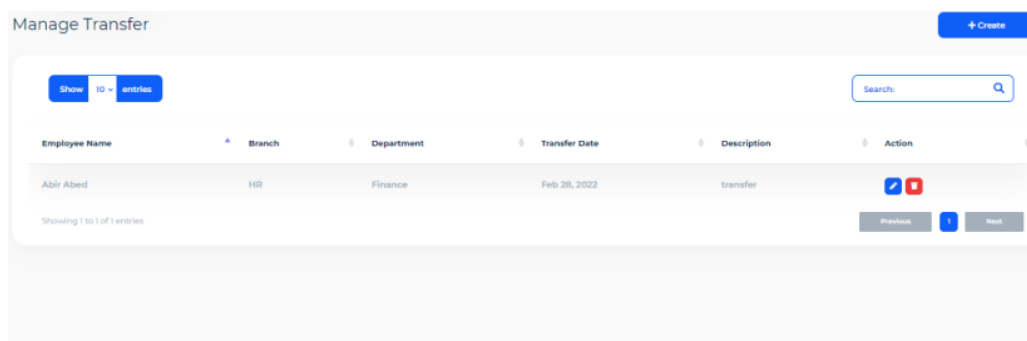 Manage Transfer
+ Create
Show 10 entries
Search:
Employee Name Branch Department Transfer Date Description Action
Abir Abed HR Finance Feb 28, 2022 transfer
Showing 1 to 1 of 1 entries
Previous 1 Next